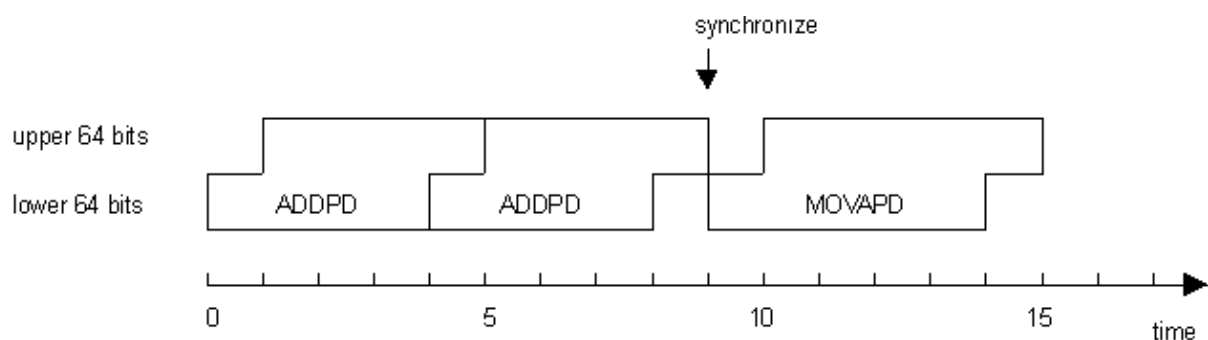 synchronize
upper 64 bits
lower 64 bits ADDPD ADDPD MOVAPD
0 5 10 15
time